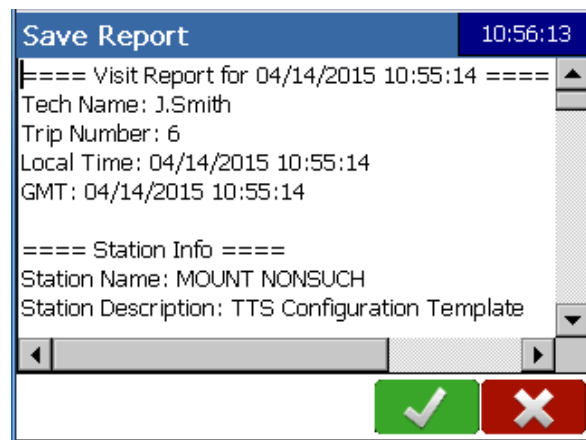 Save Report
10:56:13
==== Visit Report for 04/14/2015 10:55:14 ====
Tech Name: J.Smith
Trip Number: 6
Local Time: 04/14/2015 10:55:14
GMT: 04/14/2015 10:55:14
==== Station Info ====
Station Name: MOUNT NONSUCH
Station Description: TTS Configuration Template